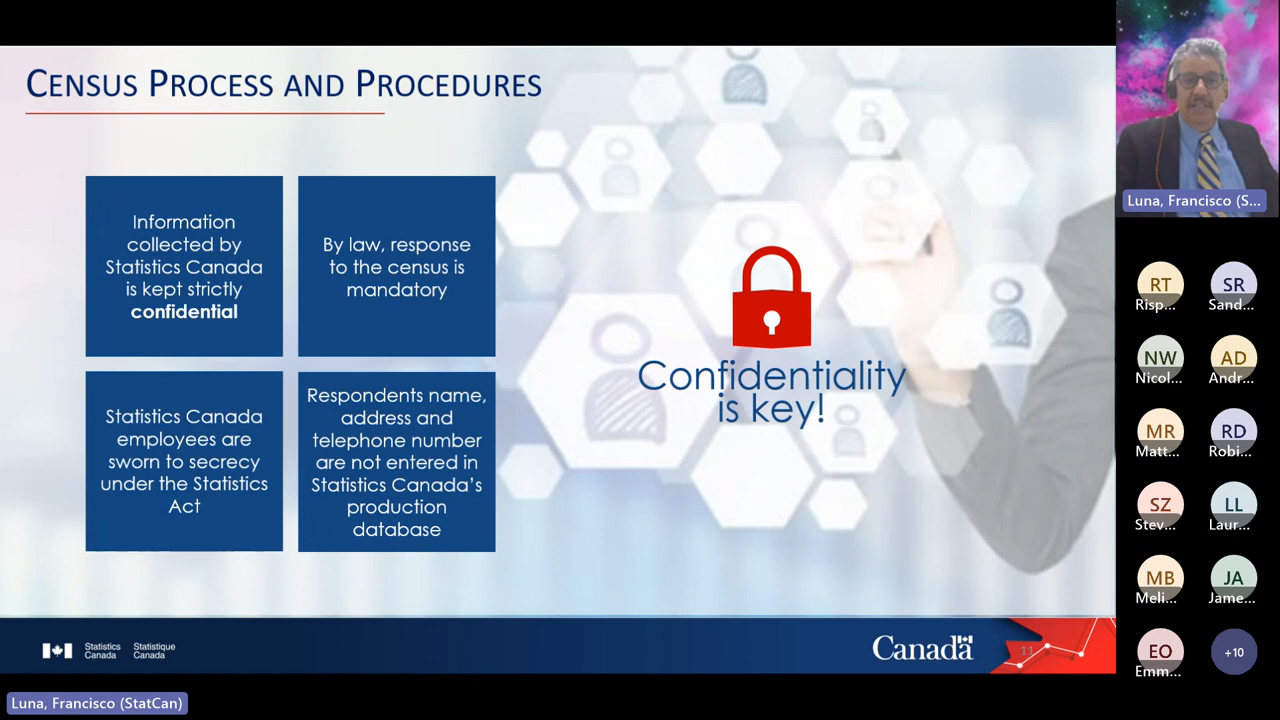 CENSUS PROCESS AND PROCEDURES
Information
collected by
Statistics Canada
is kept strictly
confidential
By law, response
to the census is
mandatory
Statistics Canada
employees are
sworn to secrecy
under the Statistics
Act
Respondents name,
address and
telephone number
are not entered in
Statistics Canada's
production
database
Confidentiality
is key!
Statistics
Canada
Statistique
Canada
Canada
11
Luna, Francisco (StatCan)
Luna, Francisco (S...
RT
Risp...
SR
Sand...
NW
Nicol...
AD
Andr...
MR
Matt...
RD
Robi...
SZ
Stev...
LL
Laur...
MB
Meli...
JA
Jame...
EO
Emm...
+10